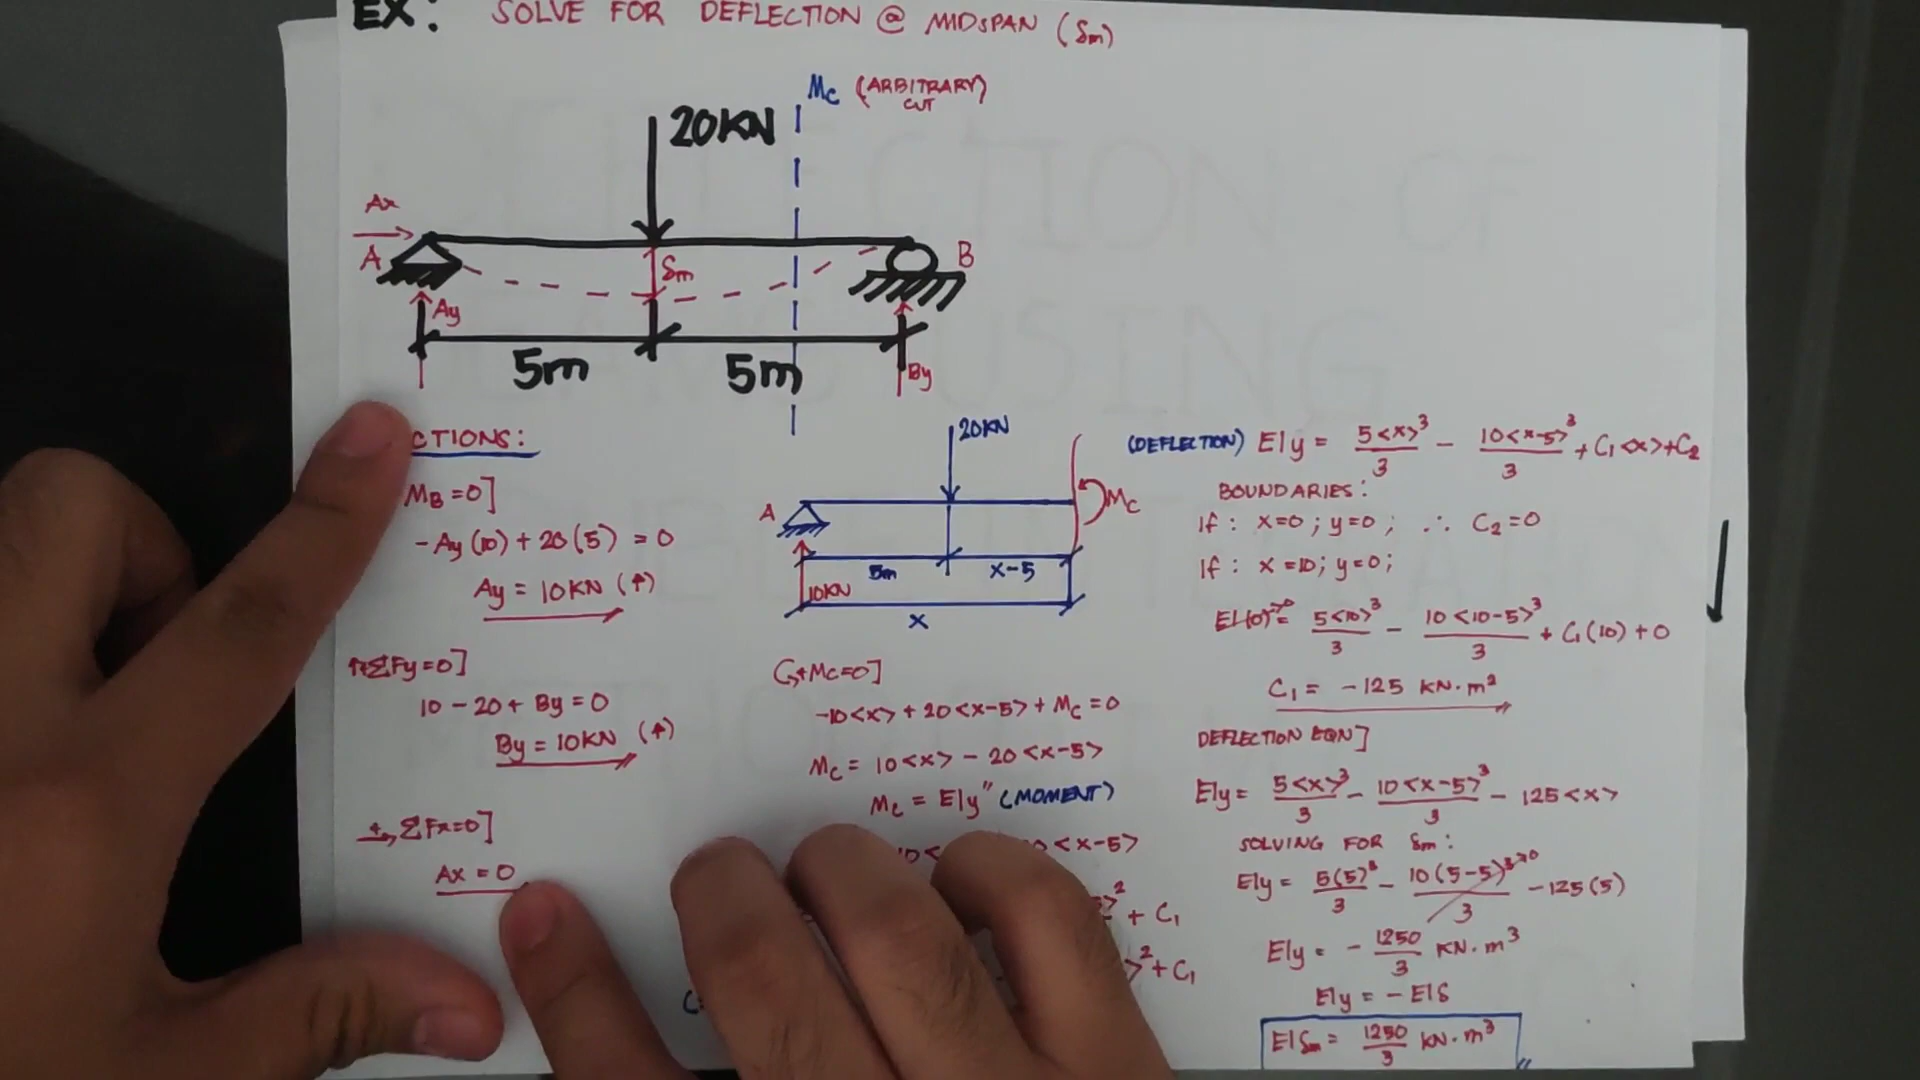 EX: SOLVE FOR DEFLECTION @ MIDSPAN (δm)
Mc (ARBITRARY CUT)
20KN
Ax
A
δm
B
Ay
5m
5m
By
CTIONS:
MB = 0]
-Ay(10) + 20(5) = 0
Ay = 10KN (↑)
↑+ΣFy=0]
10 - 20 + By = 0
By = 10KN (↑)
+→ ΣFx=0]
Ax = 0
20KN
A
Mc
5m
x-5
10KN
x
+Mc=0]
-10<x> + 20<x-5> + Mc = 0
Mc = 10<x> - 20<x-5>
Mc = EIy" (MOMENT)
<x-5>
² + C₁
>² + C₁
(DEFLECTION) EIy = 5<x>³/3 - 10<x-5>³/3 + C₁<x> + C₂
BOUNDARIES:
If: x=0; y=0; ∴ C₂=0
If: x=10; y=0;
EI(0)→0 = 5<10>³/3 - 10<10-5>³/3 + C₁(10) + 0
C₁ = -125 KN·m²
DEFLECTION EQN]
EIy = 5<x>³/3 - 10<x-5>³/3 - 125<x>
SOLVING FOR δm:
EIy = 5(5)³/3 - 10(5-5)³→0/3 - 125(5)
EIy = - 1250/3 KN·m³
EIy = - EIδ
EIδm = 1250/3 KN·m³